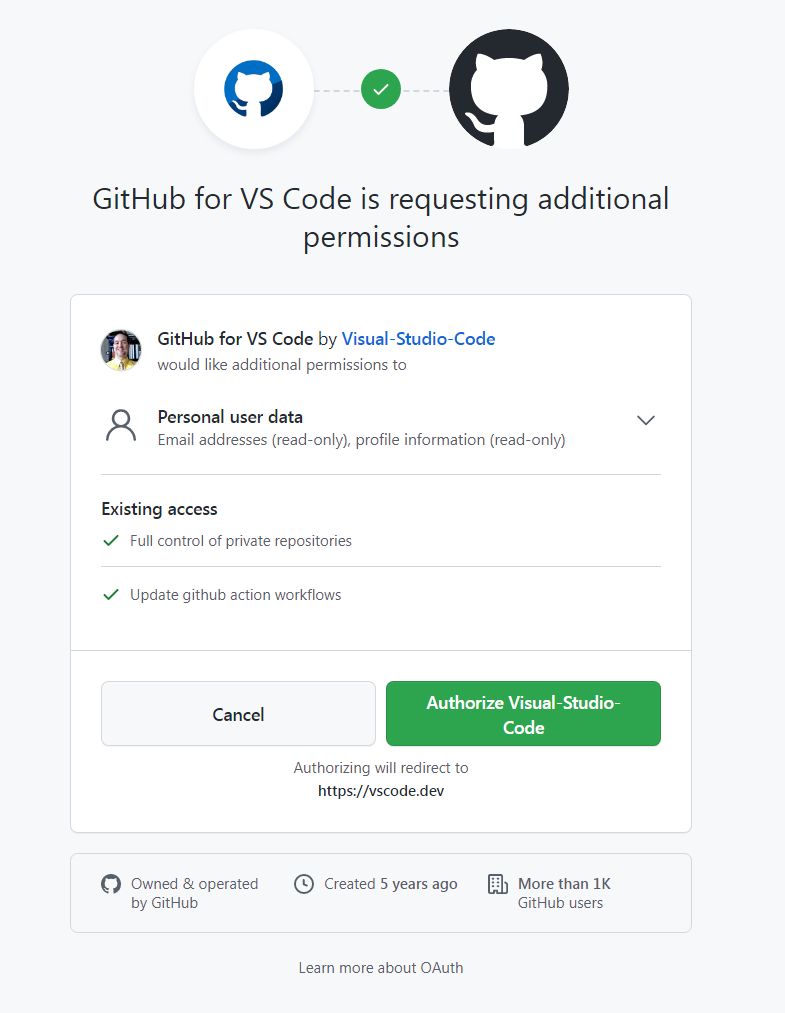 GitHub for VS Code is requesting additional
permissions
GitHub for VS Code by Visual-Studio-Code
would like additional permissions to
Personal user data
Email addresses (read-only), profile information (read-only)
Existing access
Full control of private repositories
Update github action workflows
Cancel
Authorize Visual-Studio-
Code
Authorizing will redirect to
https://vscode.dev
Owned & operated
by GitHub
Created 5 years ago
More than 1K
GitHub users
Learn more about OAuth